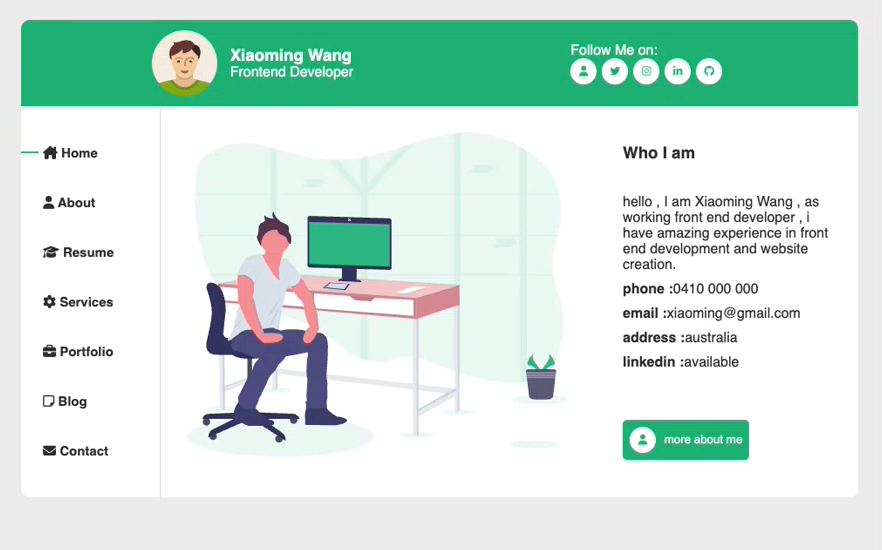 Xiaoming Wang
Frontend Developer
Follow Me on:
Home
About
Resume
Services
Portfolio
Blog
Contact
Who I am
hello , I am Xiaoming Wang , as
working front end developer , i
have amazing experience in front
end development and website
creation.
phone :0410 000 000
email :xiaoming@gmail.com
address :australia
linkedin :available
more about me